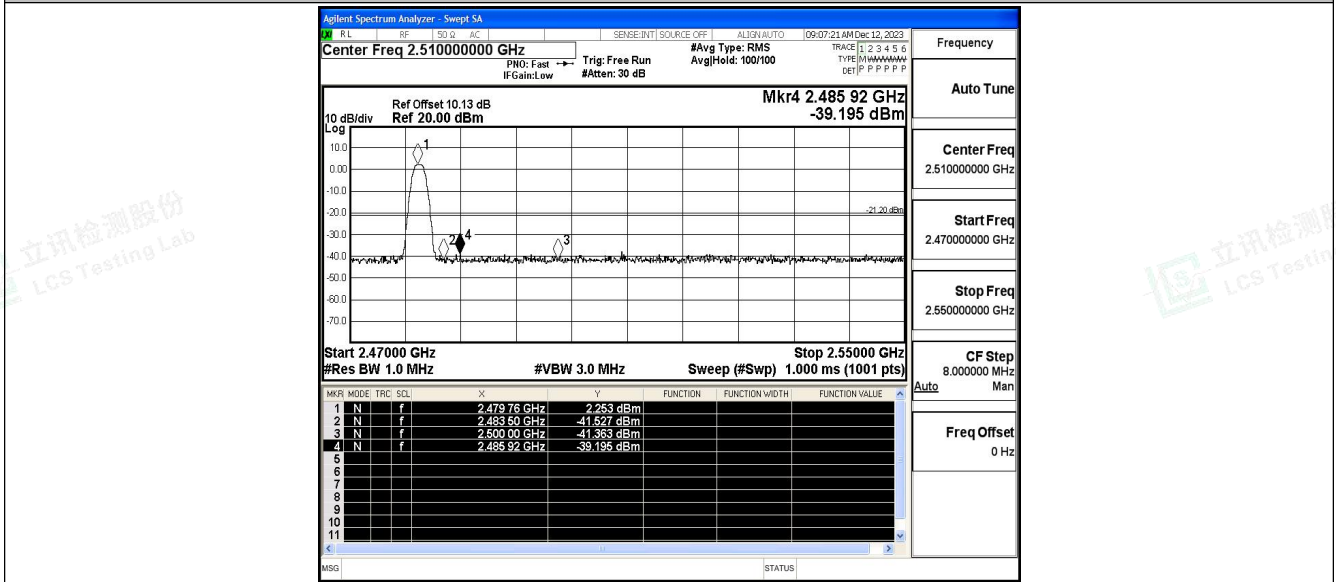 Agilent Spectrum Analyzer - Swept SA
LXI RL RF 50 Ω AC SENSE:INT SOURCE OFF ALIGN AUTO 09:07:21 AM Dec 12, 2023
Center Freq 2.510000000 GHz
PNO: Fast
IFGain:Low
Trig: Free Run
#Atten: 30 dB
#Avg Type: RMS
Avg|Hold: 100/100
TRACE 1 2 3 4 5 6
TYPE MWWWWW
DET P P P P P P
Frequency
Auto Tune
Center Freq
2.510000000 GHz
Start Freq
2.470000000 GHz
Stop Freq
2.550000000 GHz
CF Step
8.000000 MHz
Auto Man
Freq Offset
0 Hz
Mkr4 2.485 92 GHz
-39.195 dBm
Ref Offset 10.13 dB
10 dB/div Ref 20.00 dBm
Log
10.0
0.00
-10.0
-20.0
-30.0
-40.0
-50.0
-60.0
-70.0
1
2
4
3
-21.20 dBm
Start 2.47000 GHz Stop 2.55000 GHz
#Res BW 1.0 MHz #VBW 3.0 MHz Sweep (#Swp) 1.000 ms (1001 pts)
MKR MODE TRC SCL X Y FUNCTION FUNCTION WIDTH FUNCTION VALUE
1 N f 2.479 76 GHz 2.253 dBm
2 N f 2.483 50 GHz -41.527 dBm
3 N f 2.500 00 GHz -41.363 dBm
4 N f 2.485 92 GHz -39.195 dBm
5
6
7
8
9
10
11
MSG STATUS
立讯检测股份
LCS Testing Lab
LCS
立讯检测股
LCS Testin